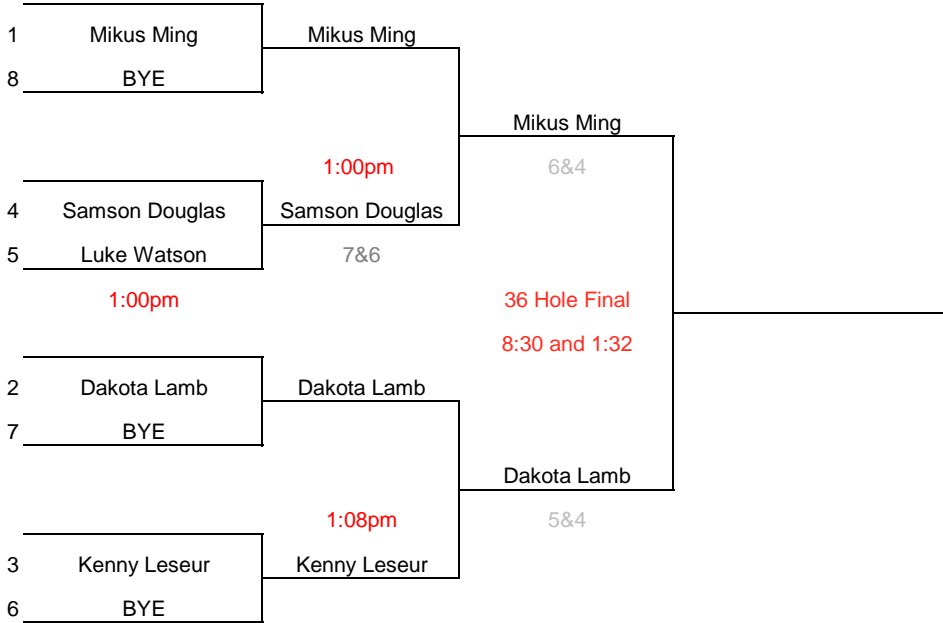 1 Mikus Ming Mikus Ming
8 BYE
Mikus Ming
1:00pm 6&4
4 Samson Douglas Samson Douglas
5 Luke Watson 7&6
1:00pm 36 Hole Final
8:30 and 1:32
2 Dakota Lamb Dakota Lamb
7 BYE
Dakota Lamb
1:08pm 5&4
3 Kenny Leseur Kenny Leseur
6 BYE